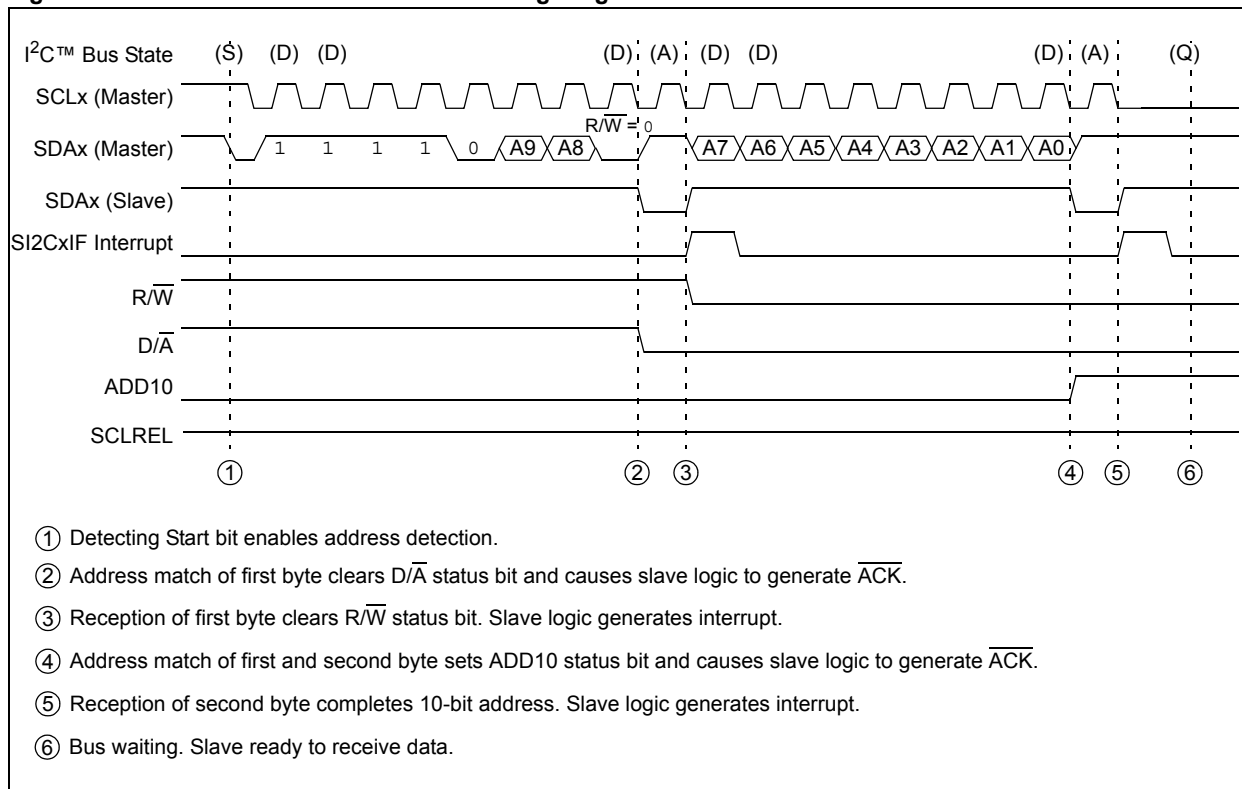 I²C™ Bus State (S) (D) (D) (D) (A) (D) (D) (D) (A) (Q)
SCLx (Master)
R/W = 0
SDAx (Master) 1 1 1 1 0 A9 A8 A7 A6 A5 A4 A3 A2 A1 A0
SDAx (Slave)
SI2CxIF Interrupt
R/W̅
D/A̅
ADD10
SCLREL
① ② ③ ④ ⑤ ⑥
① Detecting Start bit enables address detection.
② Address match of first byte clears D/A̅ status bit and causes slave logic to generate A̅C̅K̅.
③ Reception of first byte clears R/W̅ status bit. Slave logic generates interrupt.
④ Address match of first and second byte sets ADD10 status bit and causes slave logic to generate A̅C̅K̅.
⑤ Reception of second byte completes 10-bit address. Slave logic generates interrupt.
⑥ Bus waiting. Slave ready to receive data.